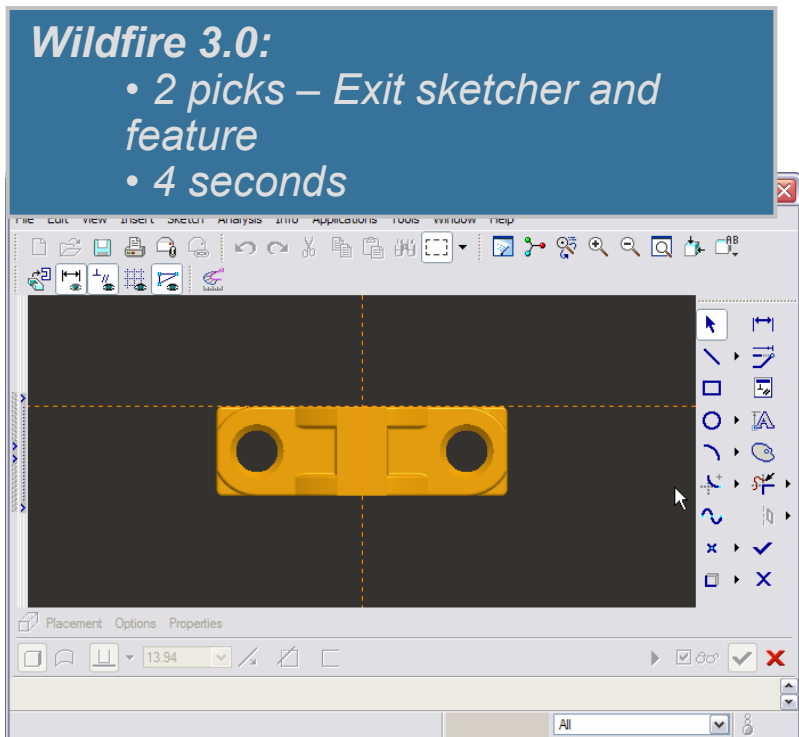 Wildfire 3.0:
• 2 picks – Exit sketcher and
feature
• 4 seconds
File Edit View Insert Sketch Analysis Info Applications Tools Window Help
AB
Placement Options Properties
13.94
All